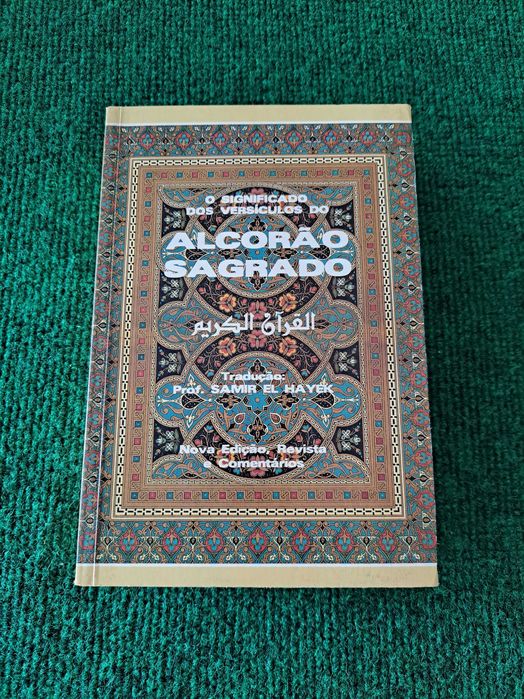 O SIGNIFICADO
DOS VERSÍCULOS DO
ALCORÃO
SAGRADO
القرآن الكريم
Tradução:
Prof. SAMIR EL HAYEK
Nova Edição, Revista
e Comentários